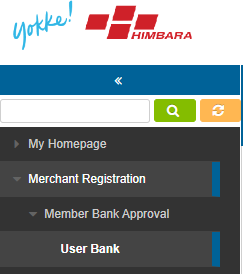 yokke!
HIMBARA
«
My Homepage
Merchant Registration
Member Bank Approval
User Bank